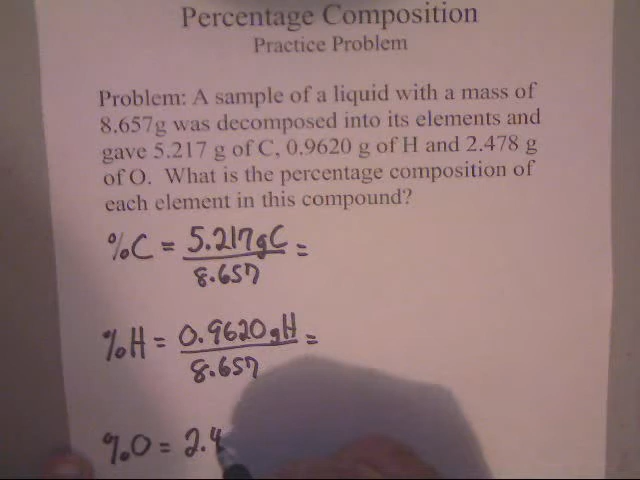 Percentage Composition
Practice Problem
Problem: A sample of a liquid with a mass of
8.657g was decomposed into its elements and
gave 5.217 g of C, 0.9620 g of H and 2.478 g
of O. What is the percentage composition of
each element in this compound?
%C = 5.217gC =
8.657
%H = 0.9620gH =
8.657
%O = 2.4